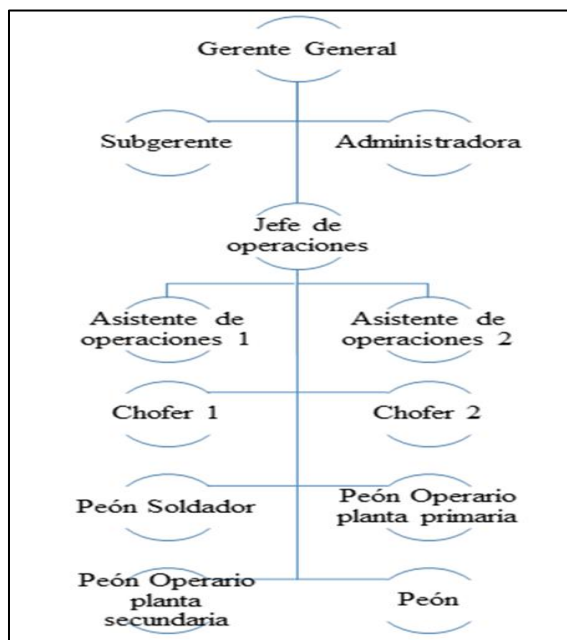 Gerente General
Subgerente
Administradora
Jefe de
operaciones
Asistente de
operaciones 1
Asistente de
operaciones 2
Chofer 1
Chofer 2
Peón Soldador
Peón Operario
planta primaria
Peón Operario
planta
secundaria
Peón